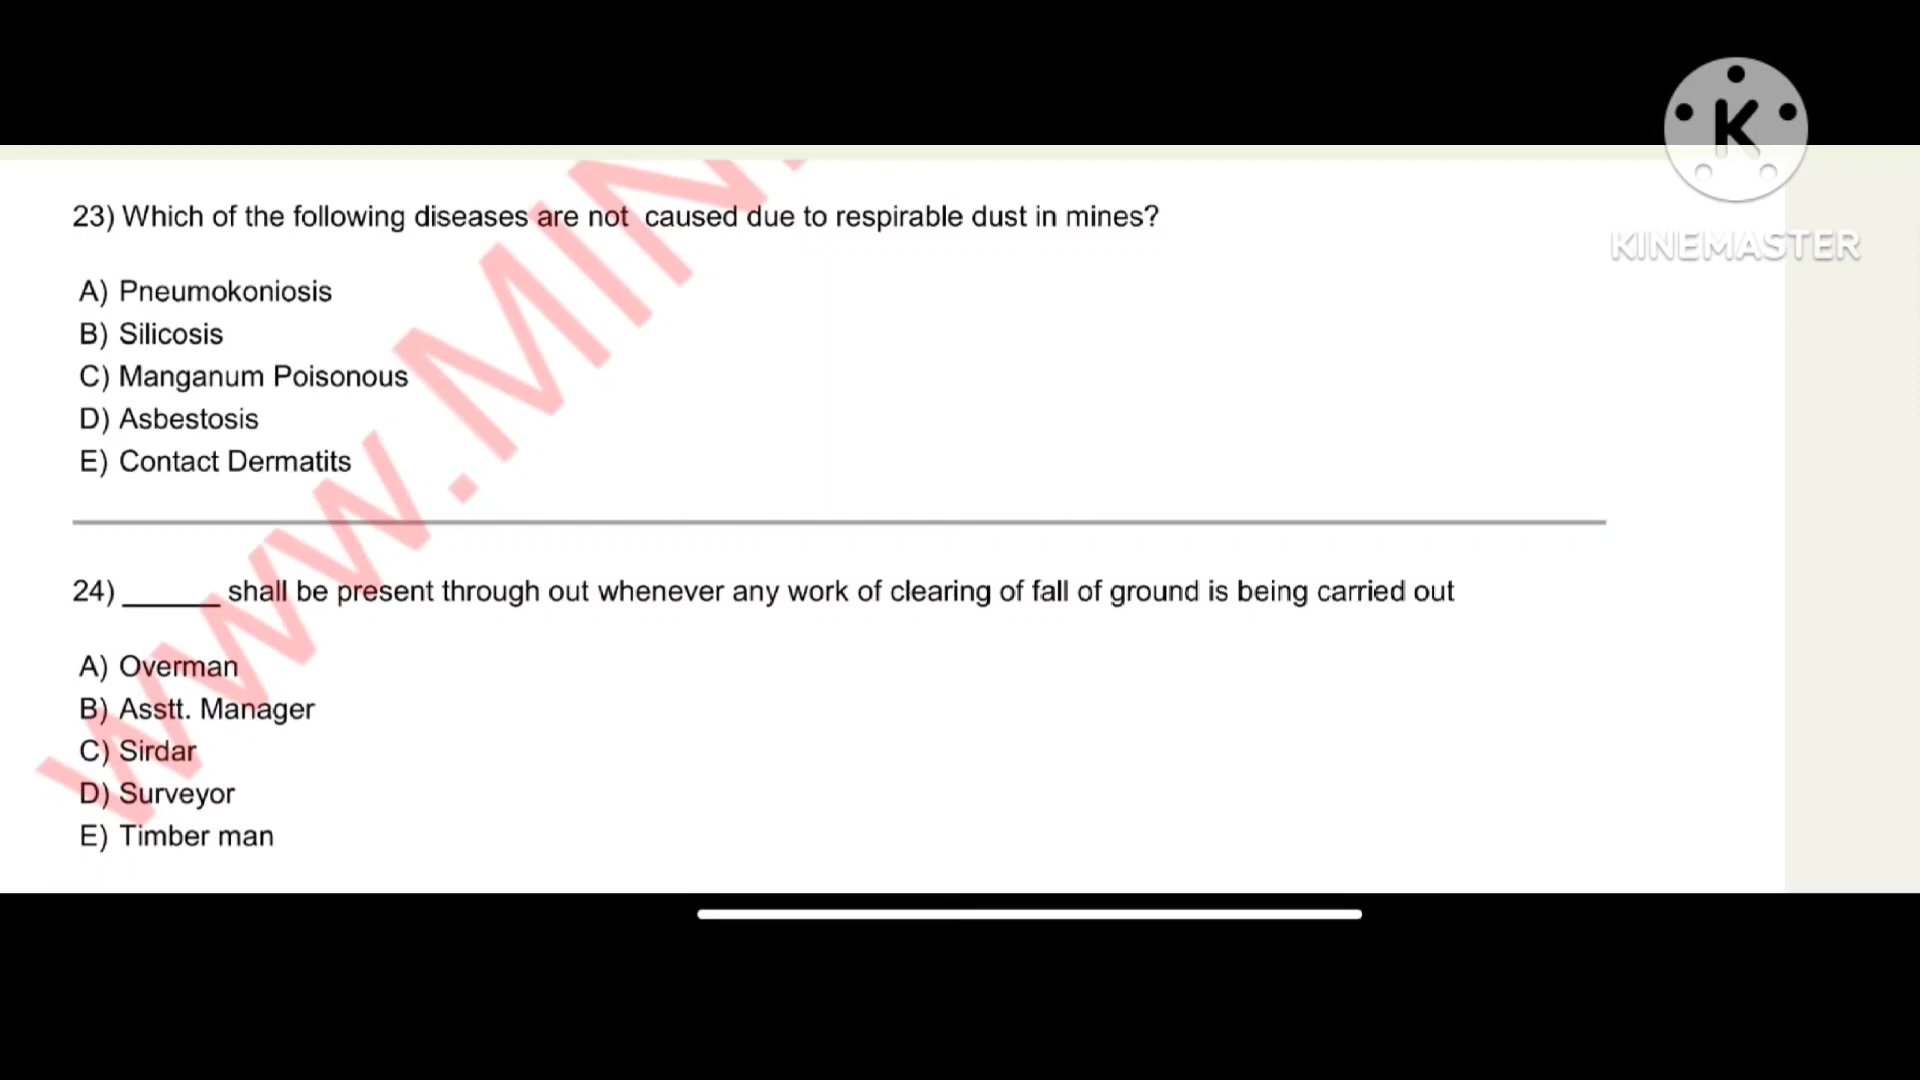 KINEMASTER
23) Which of the following diseases are not caused due to respirable dust in mines?
A) Pneumokoniosis
B) Silicosis
C) Manganum Poisonous
D) Asbestosis
E) Contact Dermatits
24) ______ shall be present through out whenever any work of clearing of fall of ground is being carried out
A) Overman
B) Asstt. Manager
C) Sirdar
D) Surveyor
E) Timber man
www.MIN